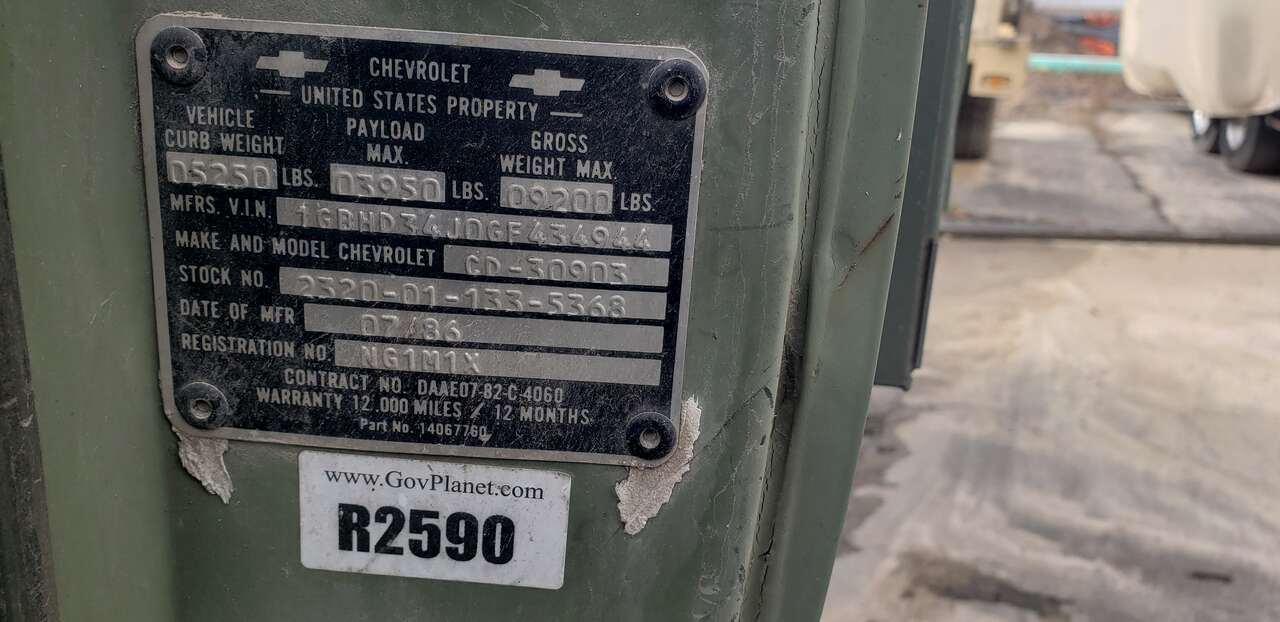 CHEVROLET
UNITED STATES PROPERTY
VEHICLE CURB WEIGHT PAYLOAD MAX. GROSS WEIGHT MAX.
05250 LBS. 03950 LBS. 09200 LBS
MFRS. V.I.N. 1GBHD34J0GF434944
MAKE AND MODEL CHEVROLET CD-30903
STOCK NO. 2320-01-133-5368
DATE OF MFR 07/86
REGISTRATION NO. NG1M1X
CONTRACT NO. DAAE07-82-C-4060
WARRANTY 12,000 MILES / 12 MONTHS
Part No. 14067760
www.GovPlanet.com
R2590